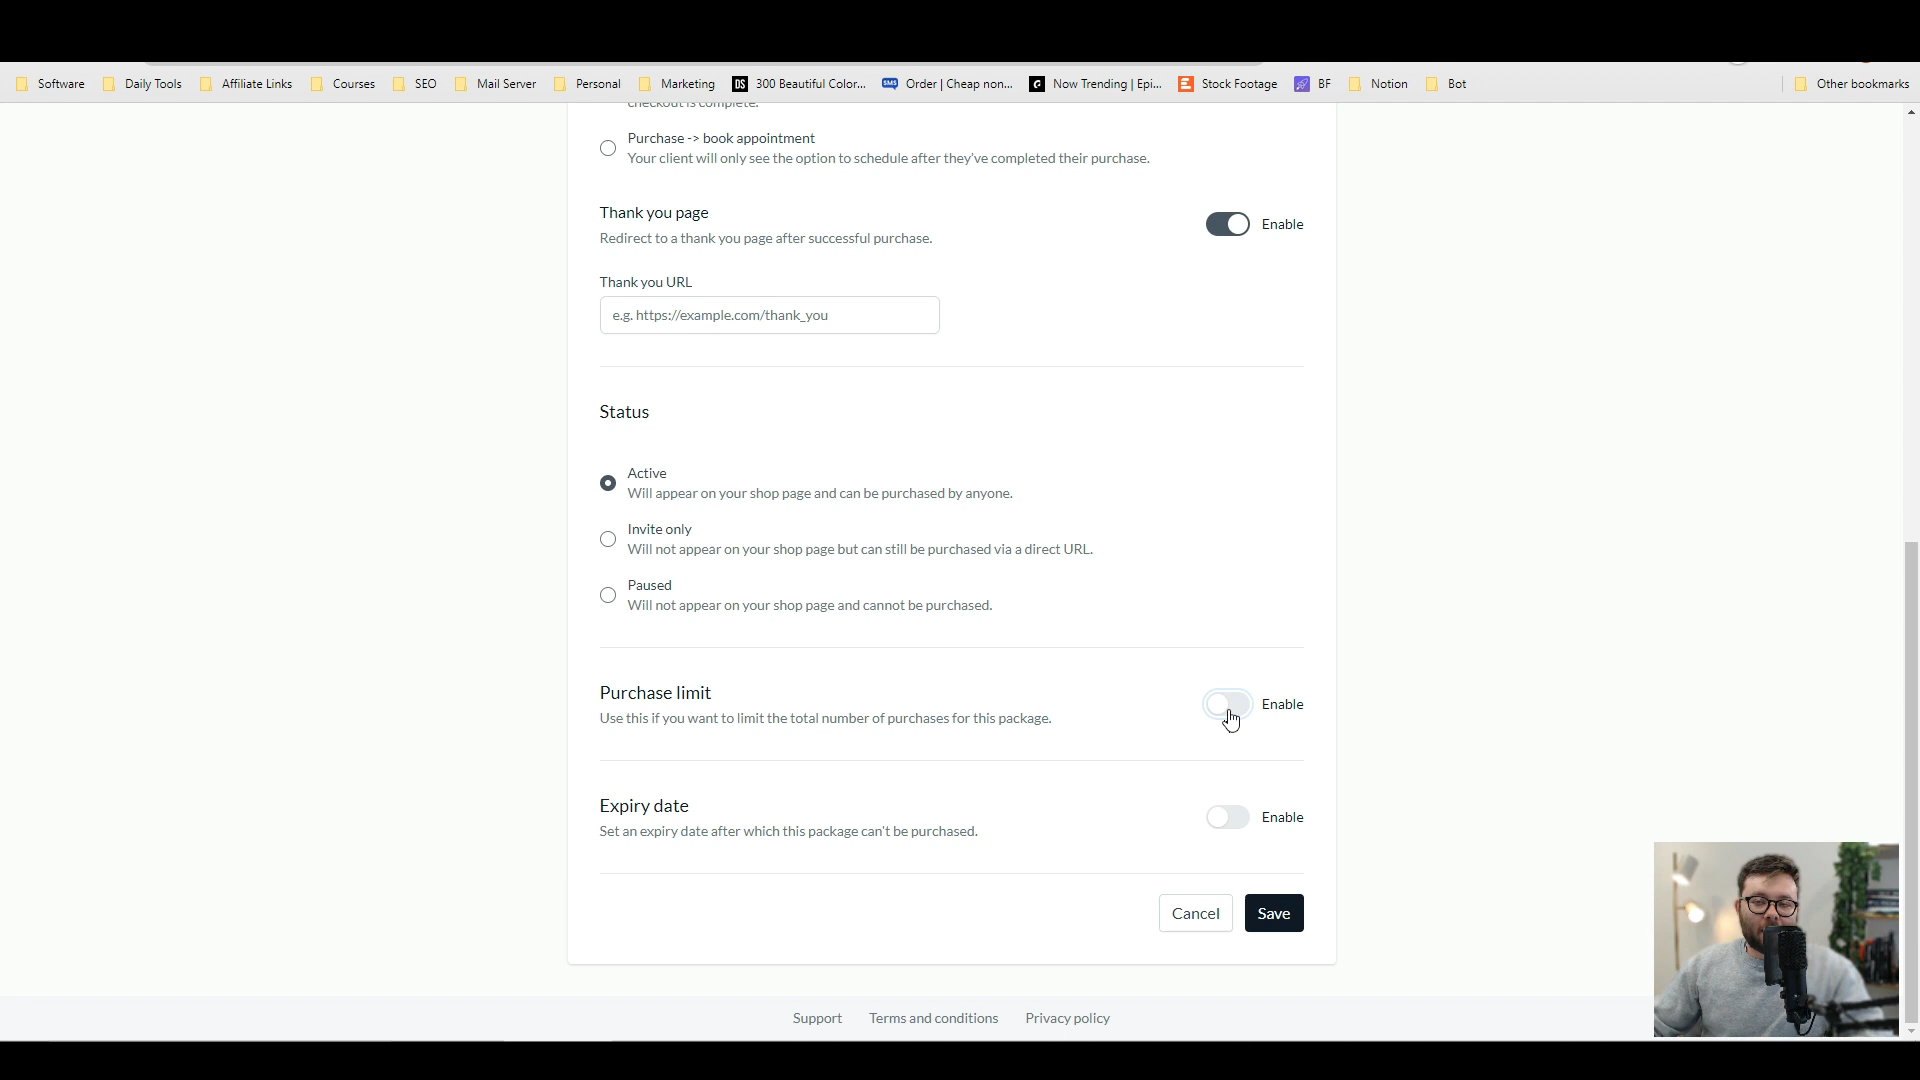 Software Daily Tools Affiliate Links Courses SEO Mail Server Personal Marketing DS 300 Beautiful Color... SMS Order | Cheap non... Now Trending | Epi... Stock Footage BF Notion Bot Other bookmarks
checkout is complete.
Purchase -> book appointment
Your client will only see the option to schedule after they've completed their purchase.
Thank you page
Redirect to a thank you page after successful purchase.
Enable
Thank you URL
e.g. https://example.com/thank_you
Status
Active
Will appear on your shop page and can be purchased by anyone.
Invite only
Will not appear on your shop page but can still be purchased via a direct URL.
Paused
Will not appear on your shop page and cannot be purchased.
Purchase limit
Use this if you want to limit the total number of purchases for this package.
Enable
Expiry date
Set an expiry date after which this package can't be purchased.
Enable
Cancel Save
Support Terms and conditions Privacy policy